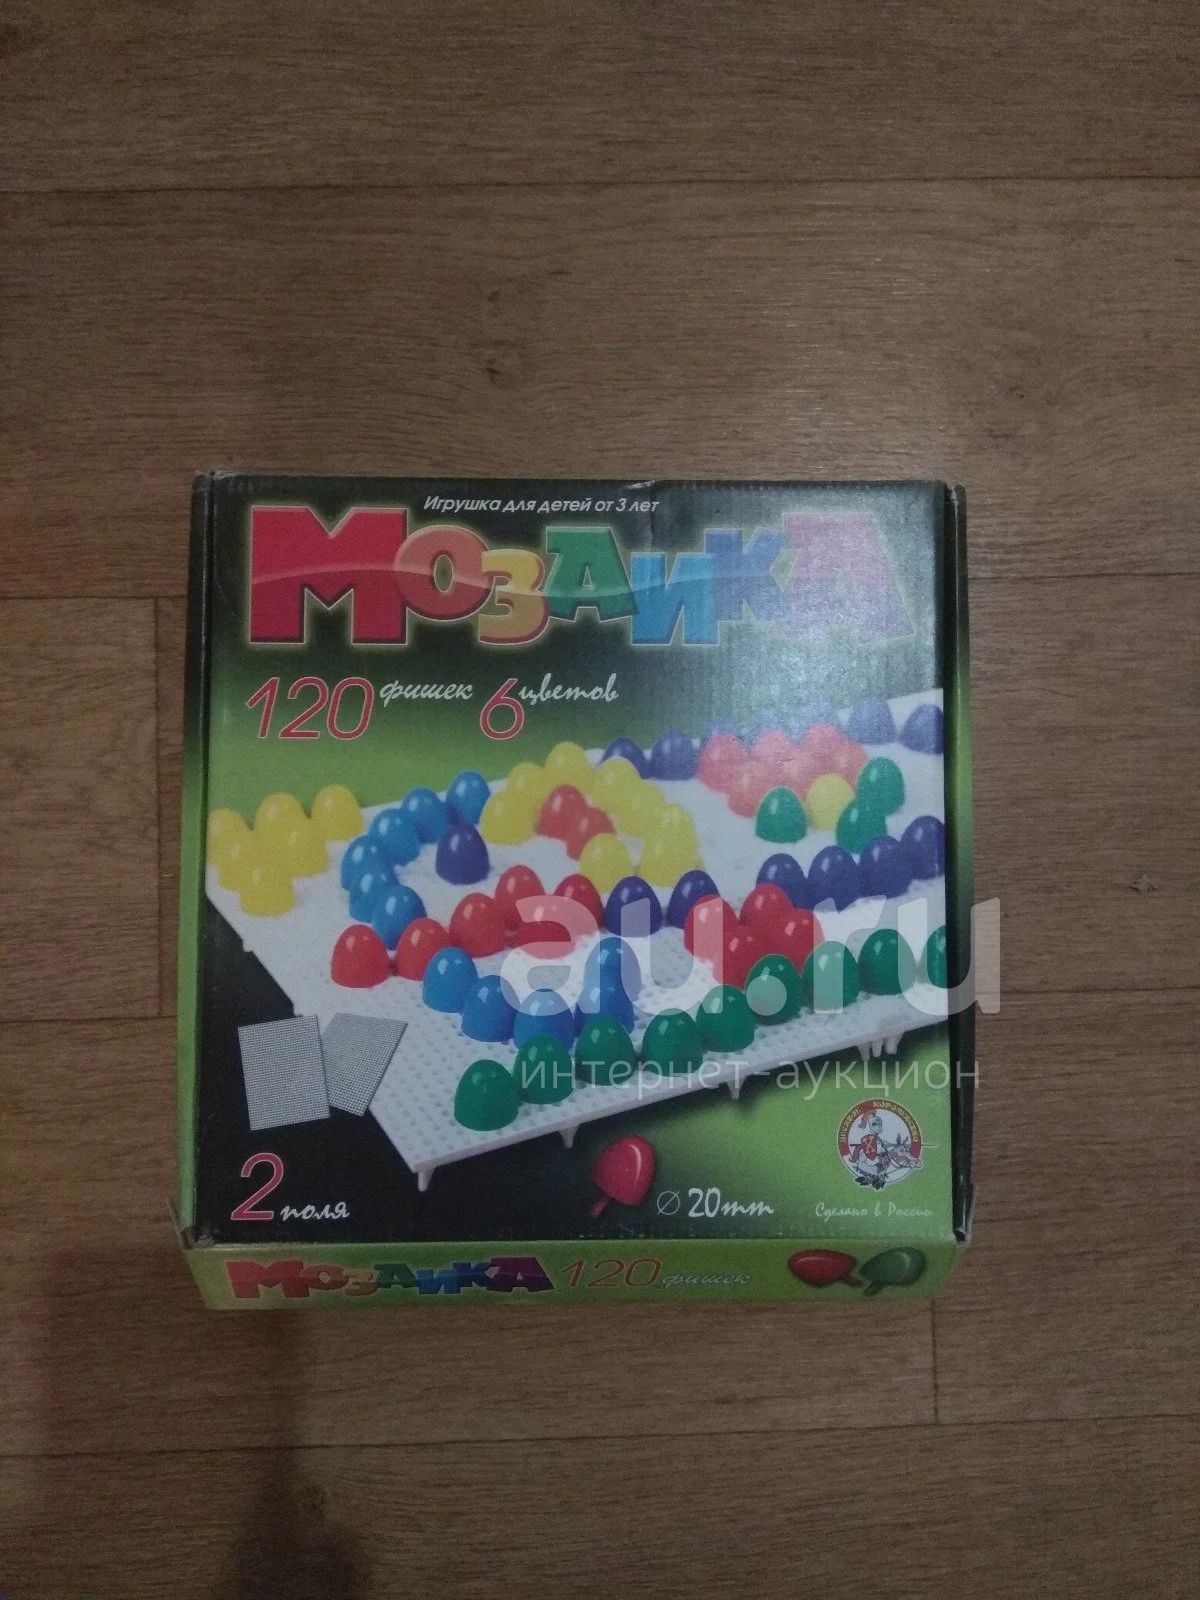 Игрушка для детей от 3 лет
Мозаика
120 фишек 6 цветов
au.ru
интернет-аукцион
2 поля
⌀ 20mm
Сделано в России
Мозаика 120 фишек